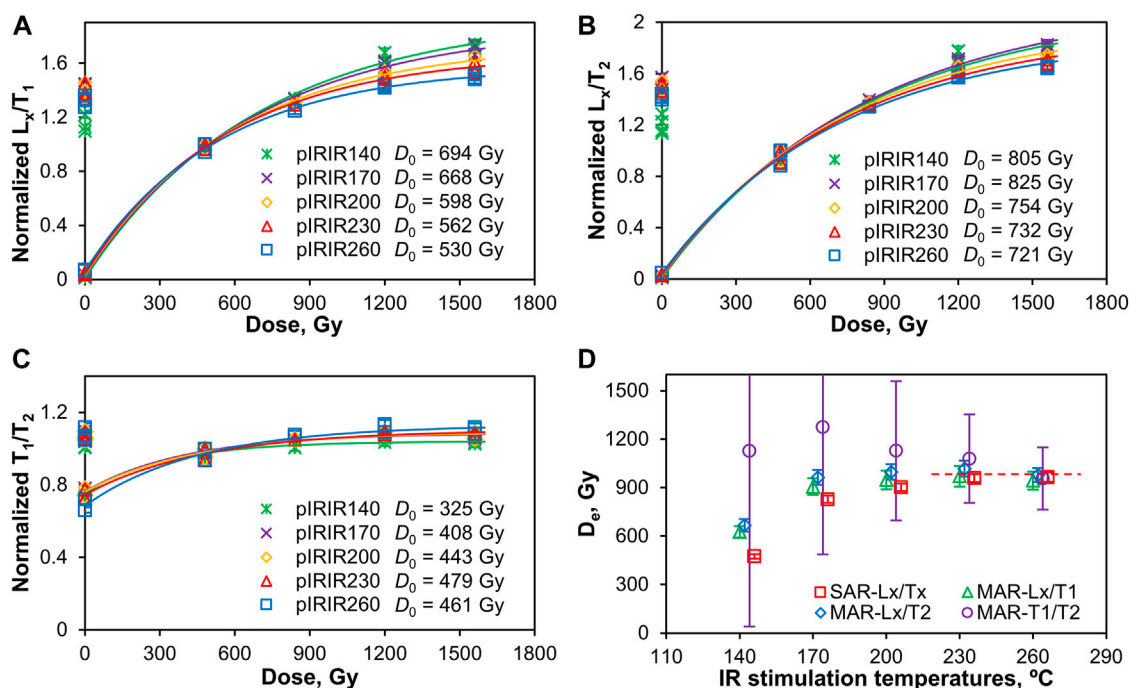 A
Normalized Lx/T1
1.6
1.2
0.8
0.4
0
pIRIR140 D0 = 694 Gy
pIRIR170 D0 = 668 Gy
pIRIR200 D0 = 598 Gy
pIRIR230 D0 = 562 Gy
pIRIR260 D0 = 530 Gy
0 300 600 900 1200 1500 1800
Dose, Gy
B
Normalized Lx/T2
2
1.6
1.2
0.8
0.4
0
pIRIR140 D0 = 805 Gy
pIRIR170 D0 = 825 Gy
pIRIR200 D0 = 754 Gy
pIRIR230 D0 = 732 Gy
pIRIR260 D0 = 721 Gy
0 300 600 900 1200 1500 1800
Dose, Gy
C
Normalized T1/T2
1.2
0.8
0.4
0
pIRIR140 D0 = 325 Gy
pIRIR170 D0 = 408 Gy
pIRIR200 D0 = 443 Gy
pIRIR230 D0 = 479 Gy
pIRIR260 D0 = 461 Gy
0 300 600 900 1200 1500 1800
Dose, Gy
D
De, Gy
1500
1200
900
600
300
0
SAR-Lx/Tx MAR-Lx/T1
MAR-Lx/T2 MAR-T1/T2
110 140 170 200 230 260 290
IR stimulation temperatures, ºC